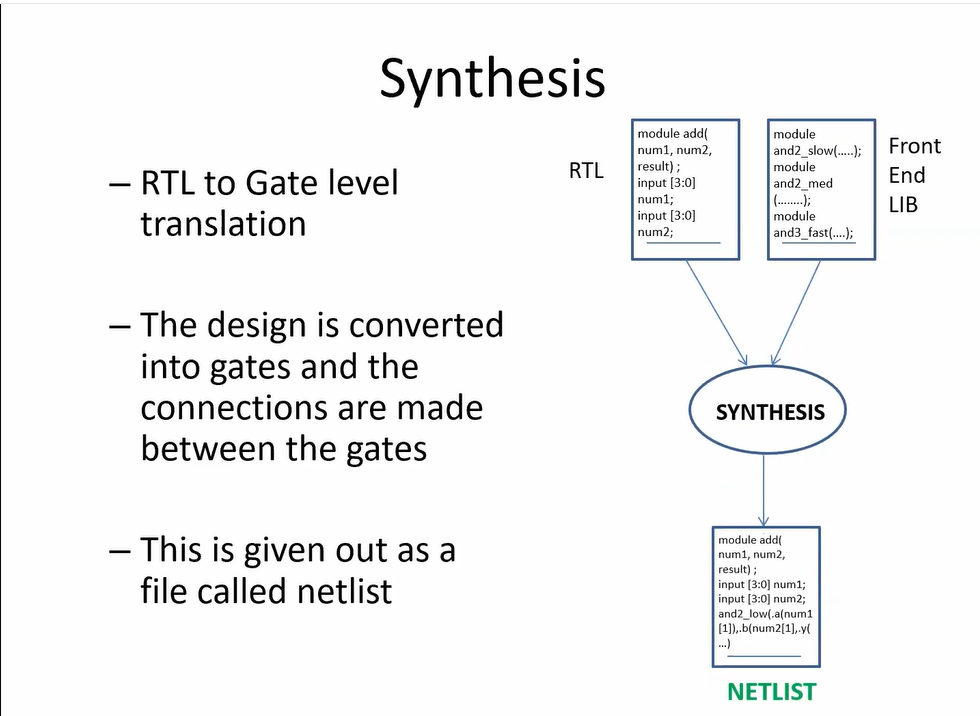 Synthesis
– RTL to Gate level
translation
– The design is converted
into gates and the
connections are made
between the gates
– This is given out as a
file called netlist
RTL
module add(
num1, num2,
result) ;
input [3:0]
num1;
input [3:0]
num2;
module
and2_slow(.....);
module
and2_med
(........);
module
and3_fast(....);
Front
End
LIB
SYNTHESIS
module add(
num1, num2,
result) ;
input [3:0] num1;
input [3:0] num2;
and2_low(.a(num1
[1]),.b(num2[1],.y(
...)
NETLIST